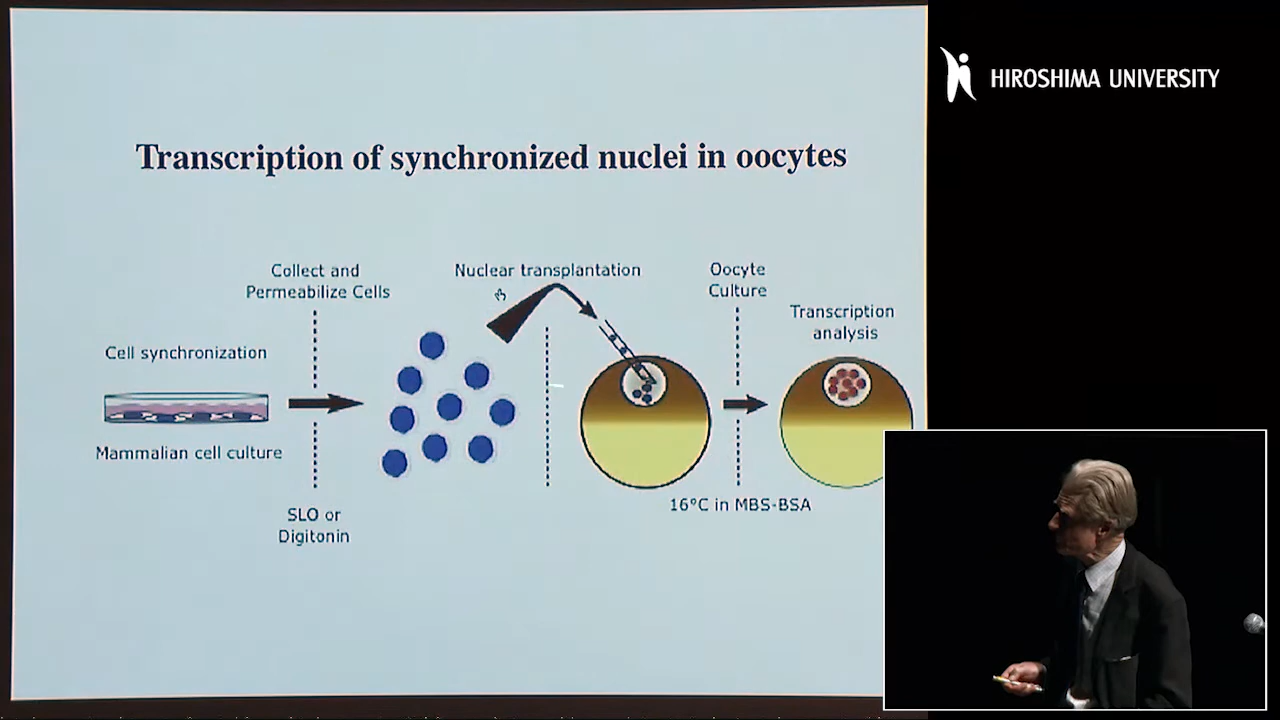 HIROSHIMA UNIVERSITY
Transcription of synchronized nuclei in oocytes
Collect and
Permeabilize Cells
Nuclear transplantation
Oocyte
Culture
Transcription
analysis
Cell synchronization
Mammalian cell culture
SLO or
Digitonin
16°C in MBS-BSA